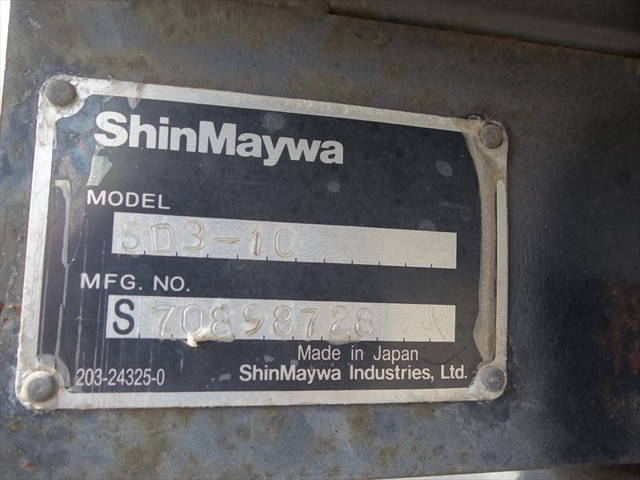 ShinMaywa
MODEL
SD3-10
MFG. NO.
S 70898728
Made in Japan
203-24325-0
ShinMaywa Industries, Ltd.